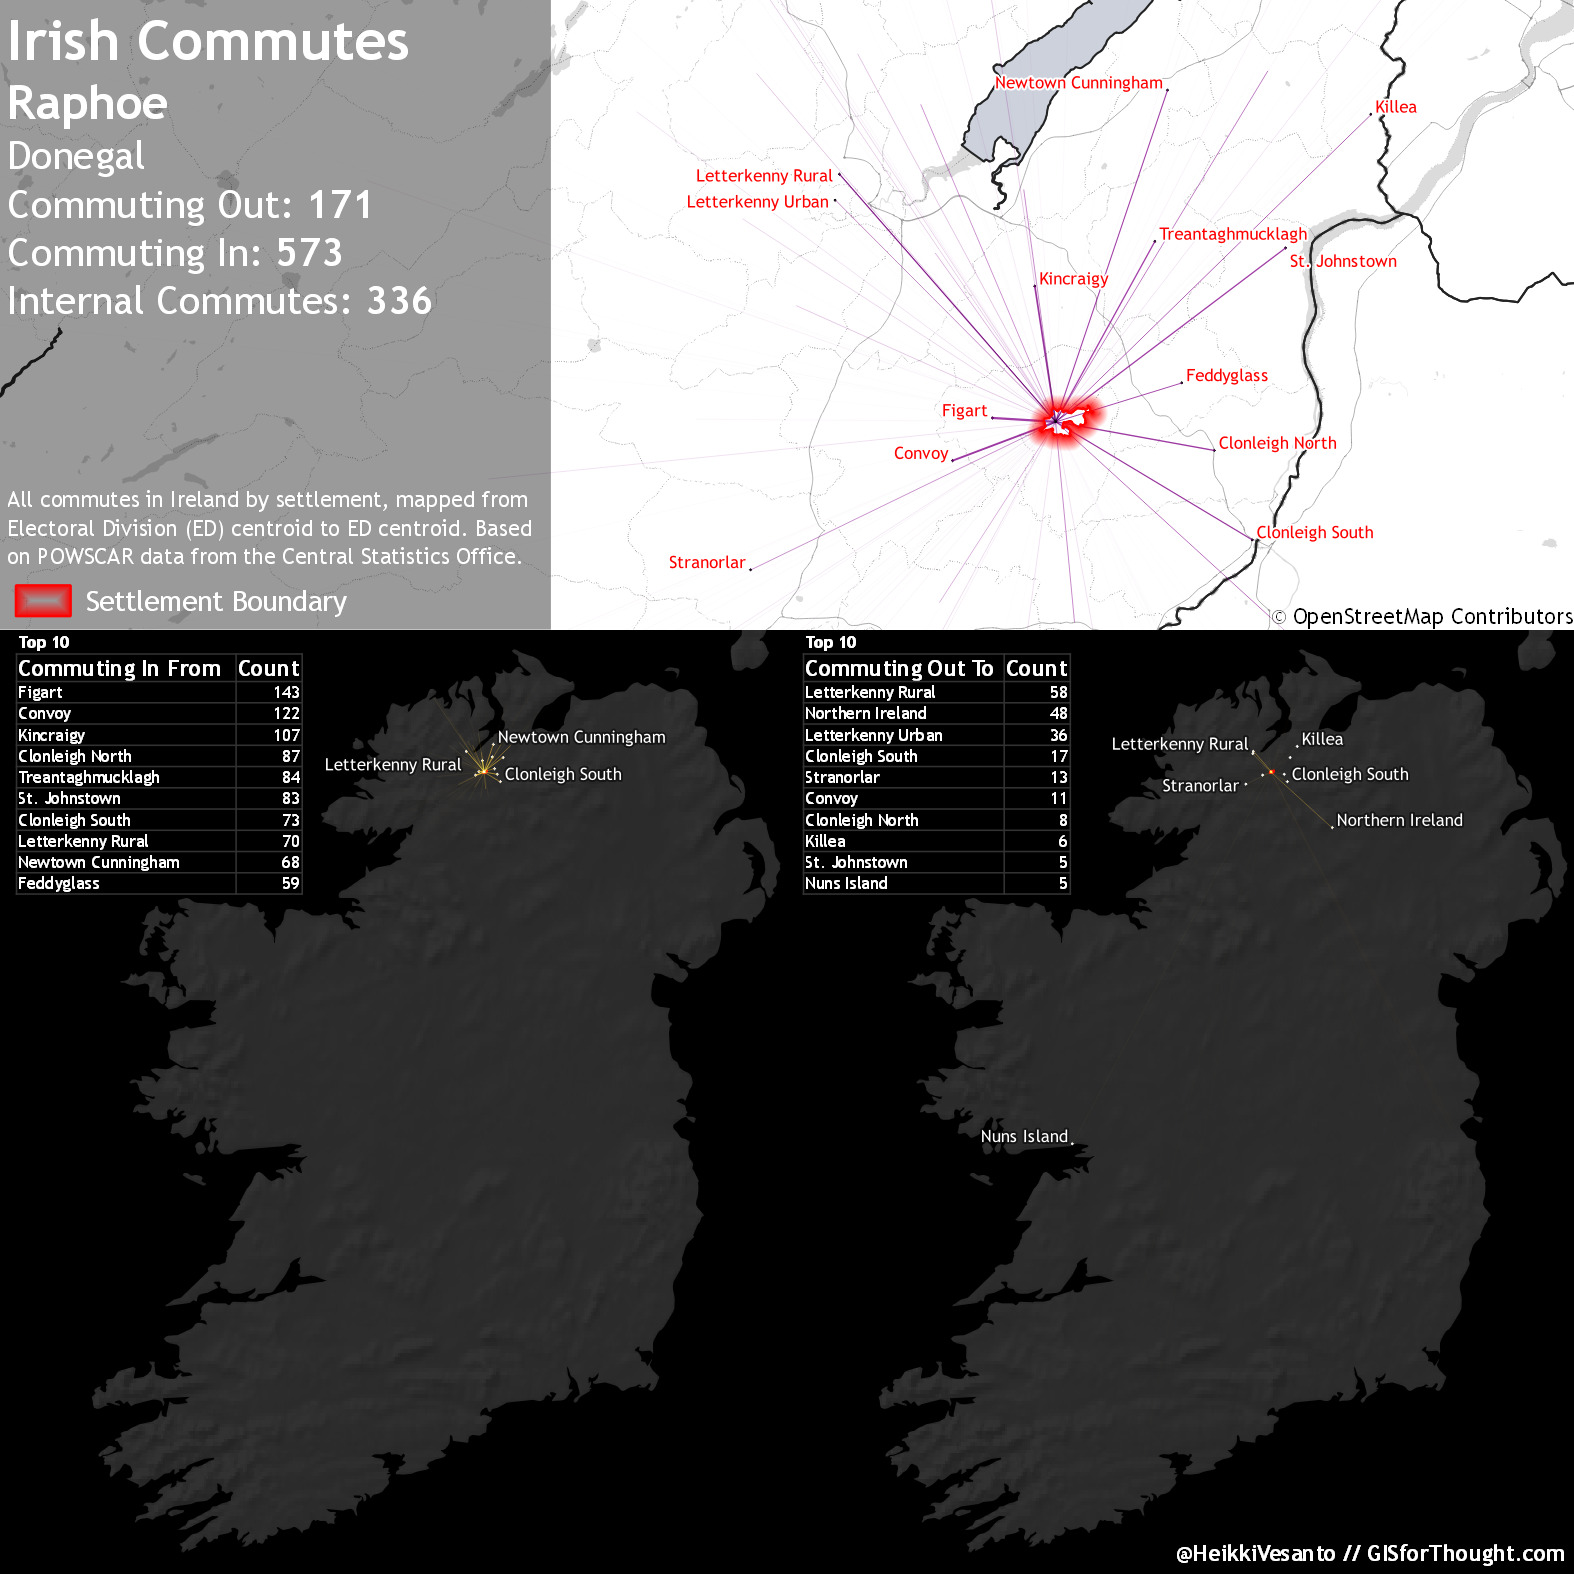 Irish Commutes
Raphoe
Donegal
Commuting Out: 171
Commuting In: 573
Internal Commutes: 336
All commutes in Ireland by settlement, mapped from
Electoral Division (ED) centroid to ED centroid. Based
on POWSCAR data from the Central Statistics Office.
Settlement Boundary
Newtown Cunningham
Killea
Letterkenny Rural
Letterkenny Urban
Treantaghmucklagh
St. Johnstown
Kincraigy
Feddyglass
Figart
Clonleigh North
Convoy
Clonleigh South
Stranorlar
© OpenStreetMap Contributors
Top 10
Commuting In From Count
Figart 143
Convoy 122
Kincraigy 107
Clonleigh North 87
Treantaghmucklagh 84
St. Johnstown 83
Clonleigh South 73
Letterkenny Rural 70
Newtown Cunningham 68
Feddyglass 59
Newtown Cunningham
Letterkenny Rural
Clonleigh South
Top 10
Commuting Out To Count
Letterkenny Rural 58
Northern Ireland 48
Letterkenny Urban 36
Clonleigh South 17
Stranorlar 13
Convoy 11
Clonleigh North 8
Killea 6
St. Johnstown 5
Nuns Island 5
Killea
Letterkenny Rural
Clonleigh South
Stranorlar
Northern Ireland
Nuns Island
@HeikkiVesanto // GISforThought.com